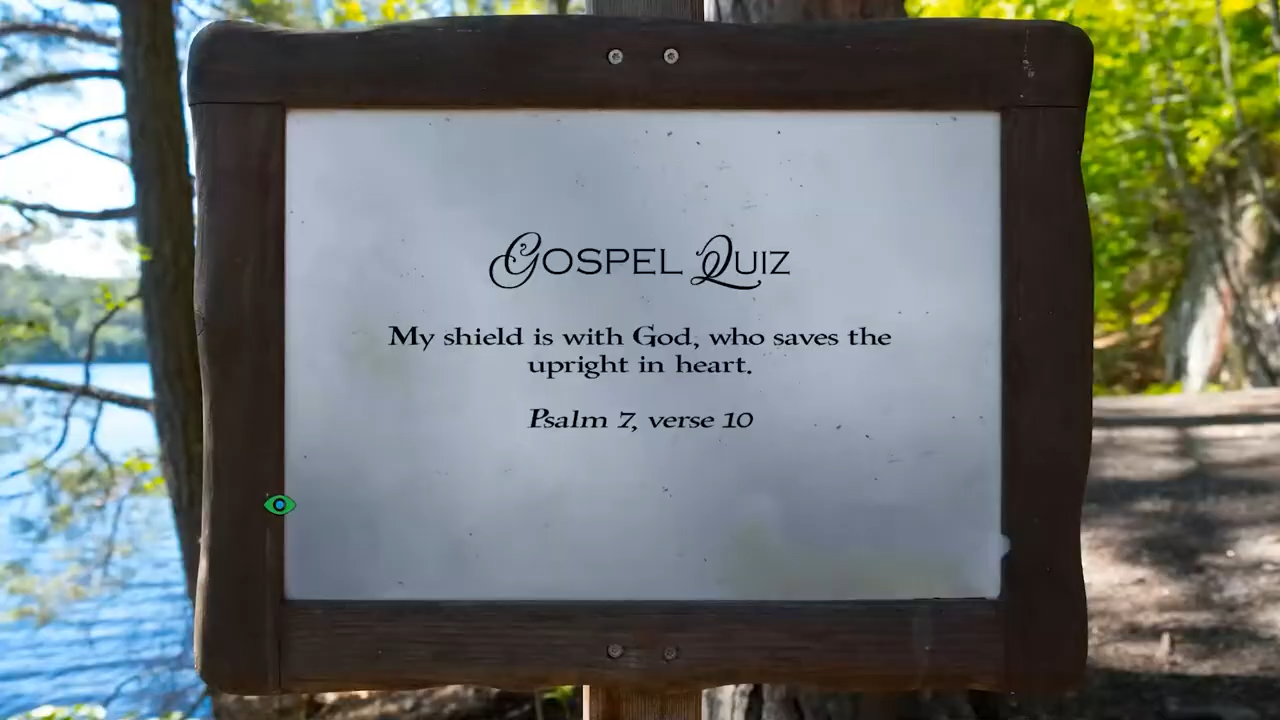 Gospel Quiz
My shield is with God, who saves the
upright in heart.
Psalm 7, verse 10